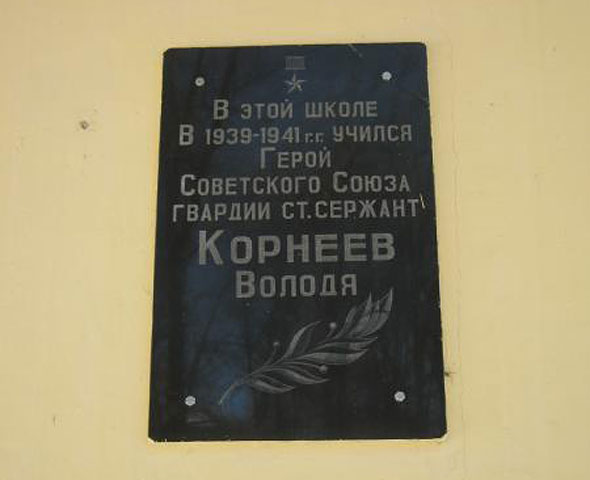 В ЭТОЙ ШКОЛЕ
В 1939-1941 г.г. УЧИЛСЯ
ГЕРОЙ
СОВЕТСКОГО СОЮЗА
ГВАРДИИ СТ. СЕРЖАНТ
КОРНЕЕВ
ВОЛОДЯ